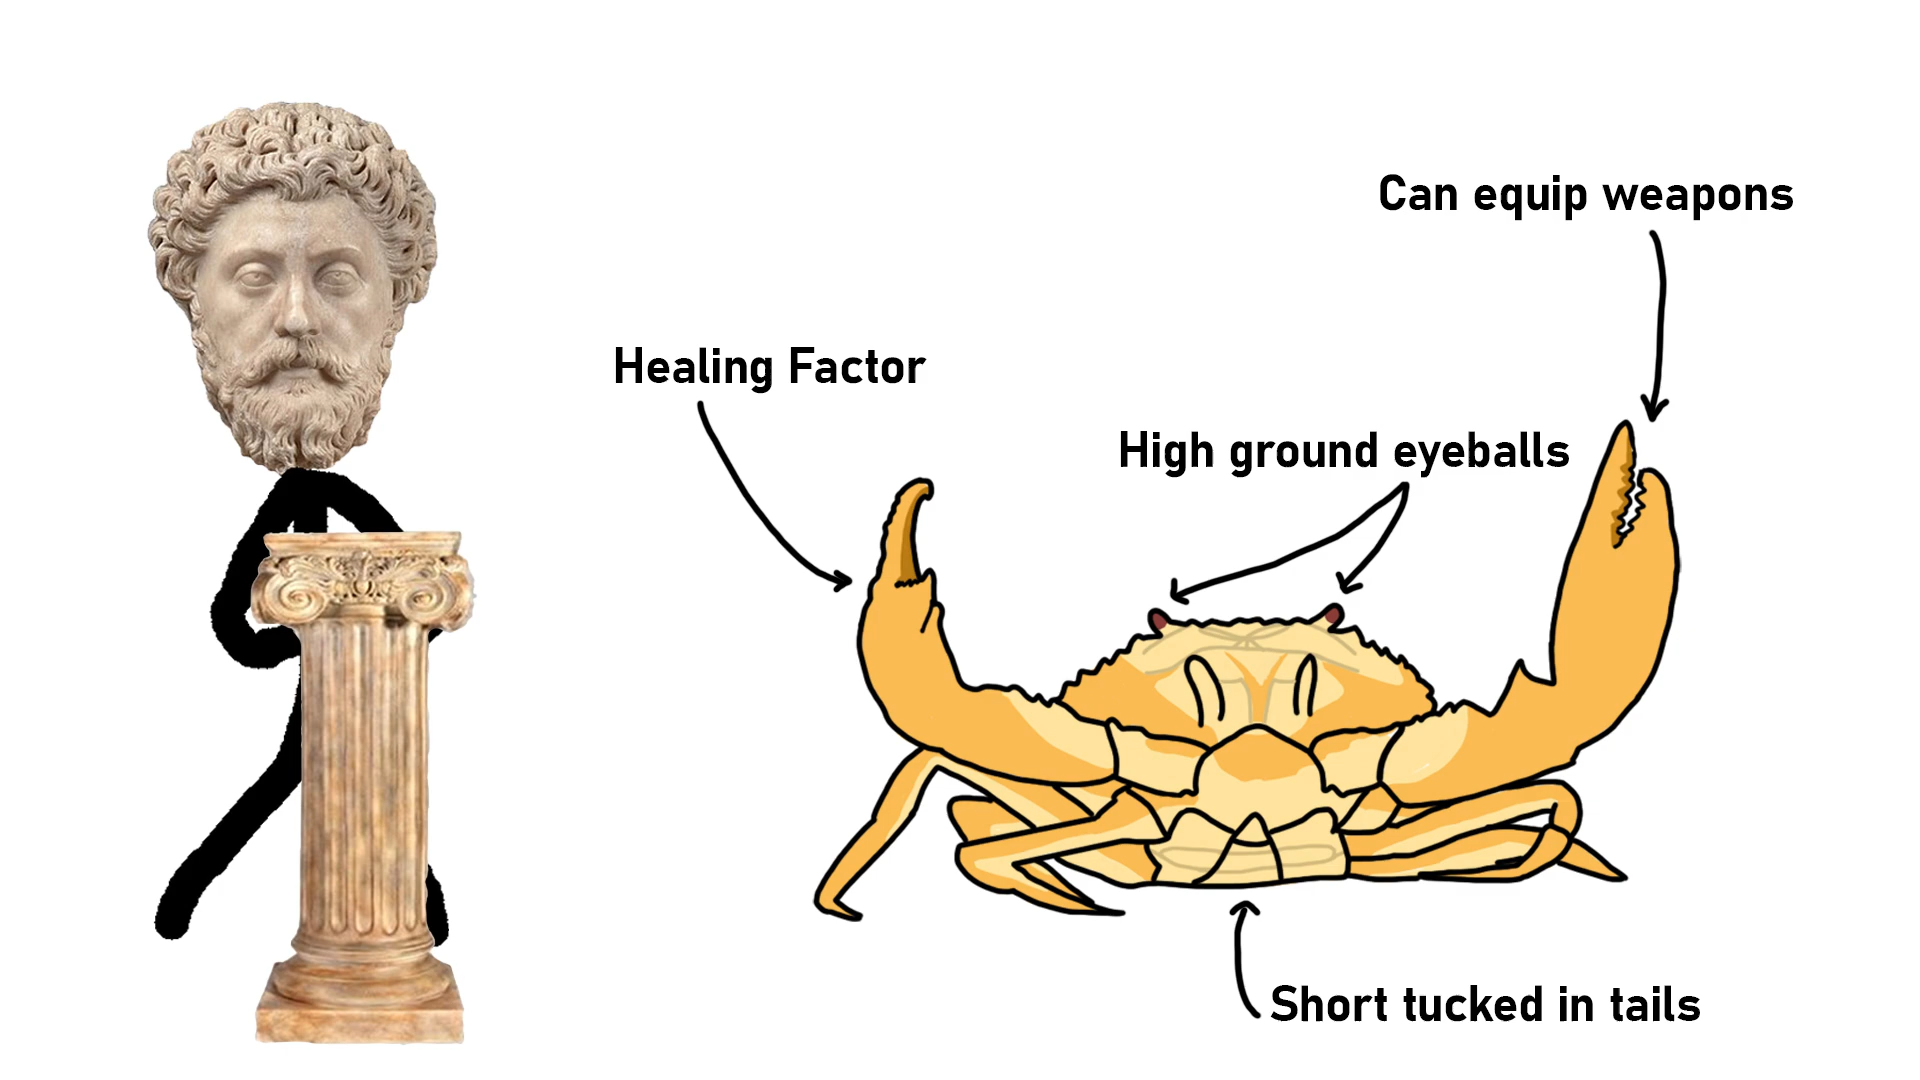 Can equip weapons
Healing Factor
High ground eyeballs
Short tucked in tails